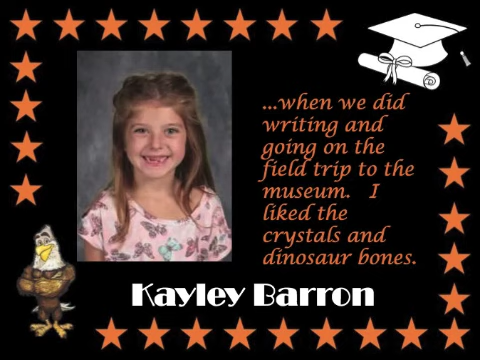 ...when we did
writing and
going on the
field trip to the
museum.   I
liked the
crystals and
dinosaur bones.
Kayley Barron